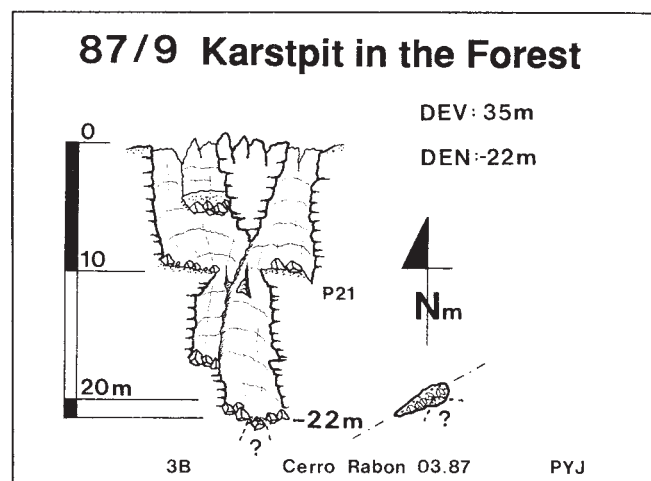 87/9 Karstpit in the Forest
DEV: 35m
DEN:-22m
0
10
20m
P21
Nm
-22m
?
?
3B Cerro Rabon 03.87 PYJ